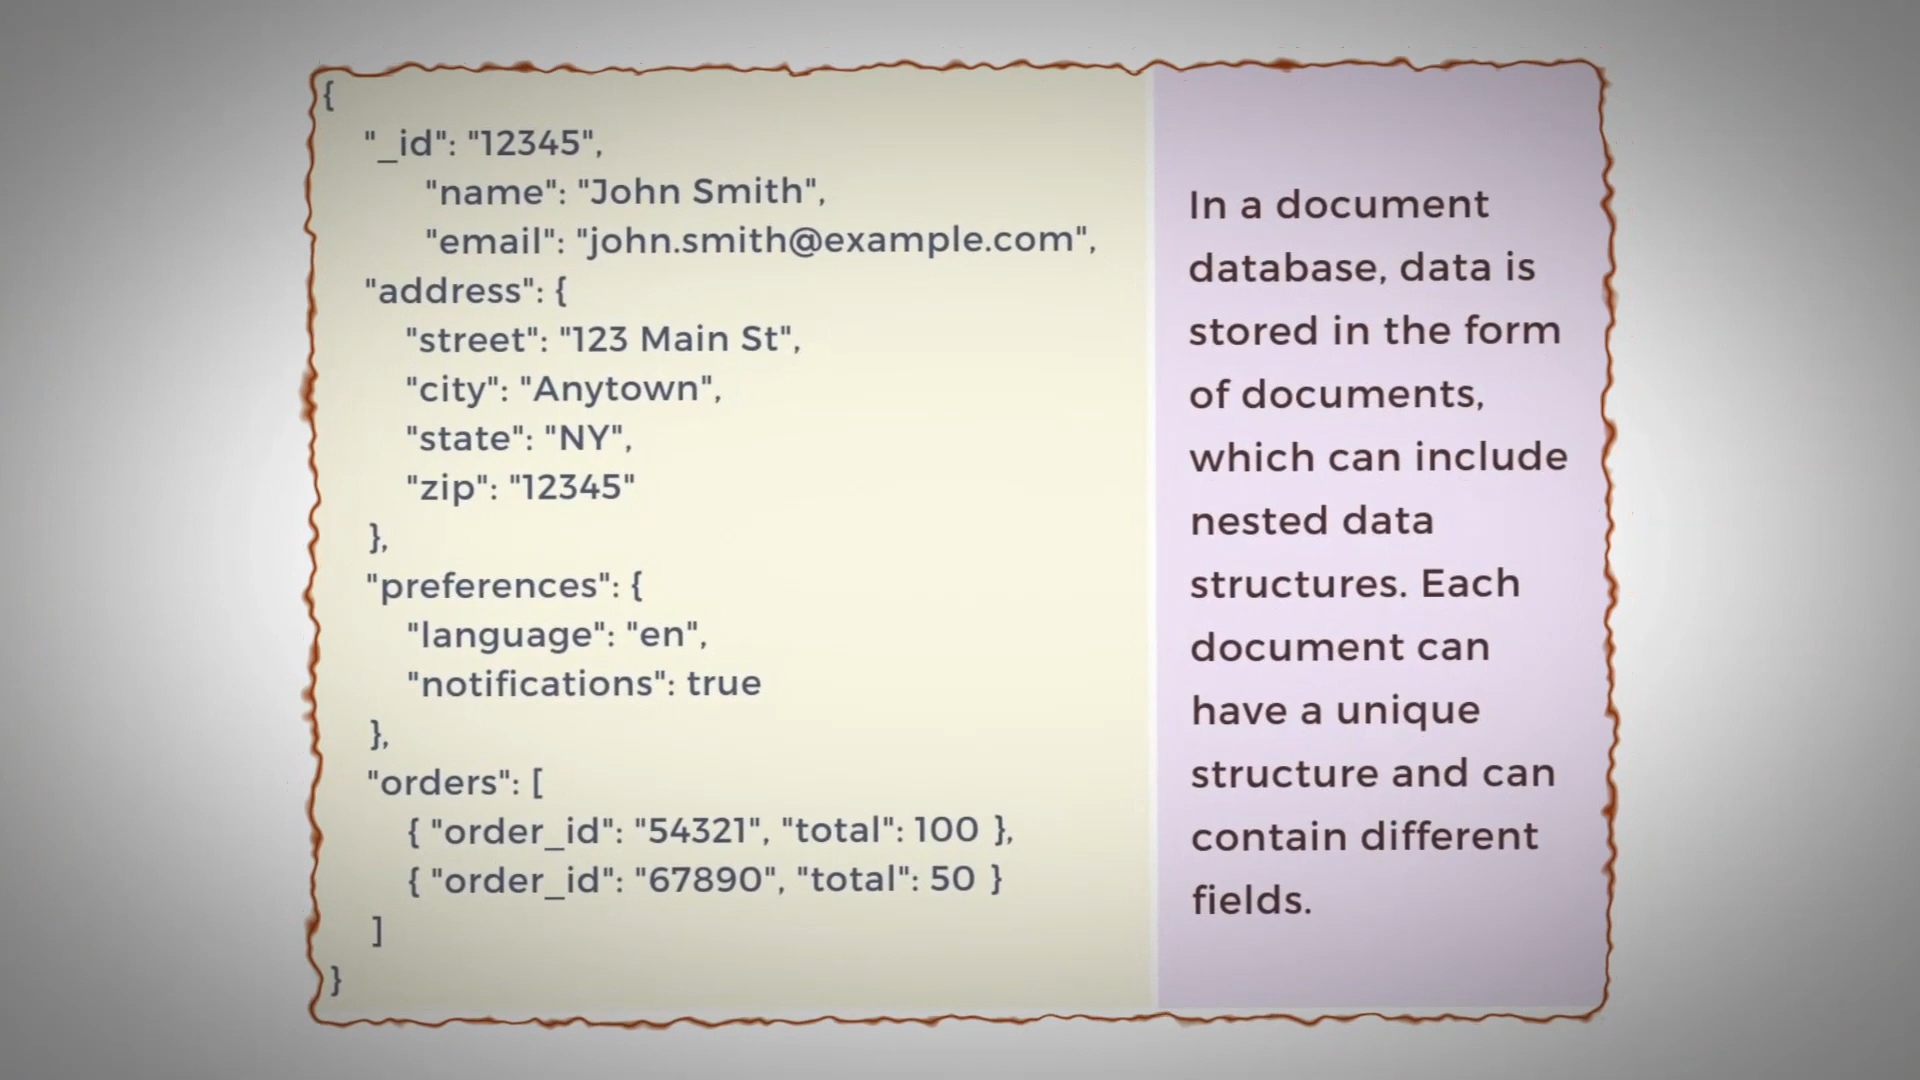 {
"_id": "12345",
"name": "John Smith",
"email": "john.smith@example.com",
"address": {
"street": "123 Main St",
"city": "Anytown",
"state": "NY",
"zip": "12345"
},
"preferences": {
"language": "en",
"notifications": true
},
"orders": [
{ "order_id": "54321", "total": 100 },
{ "order_id": "67890", "total": 50 }
]
}
In a document
database, data is
stored in the form
of documents,
which can include
nested data
structures. Each
document can
have a unique
structure and can
contain different
fields.